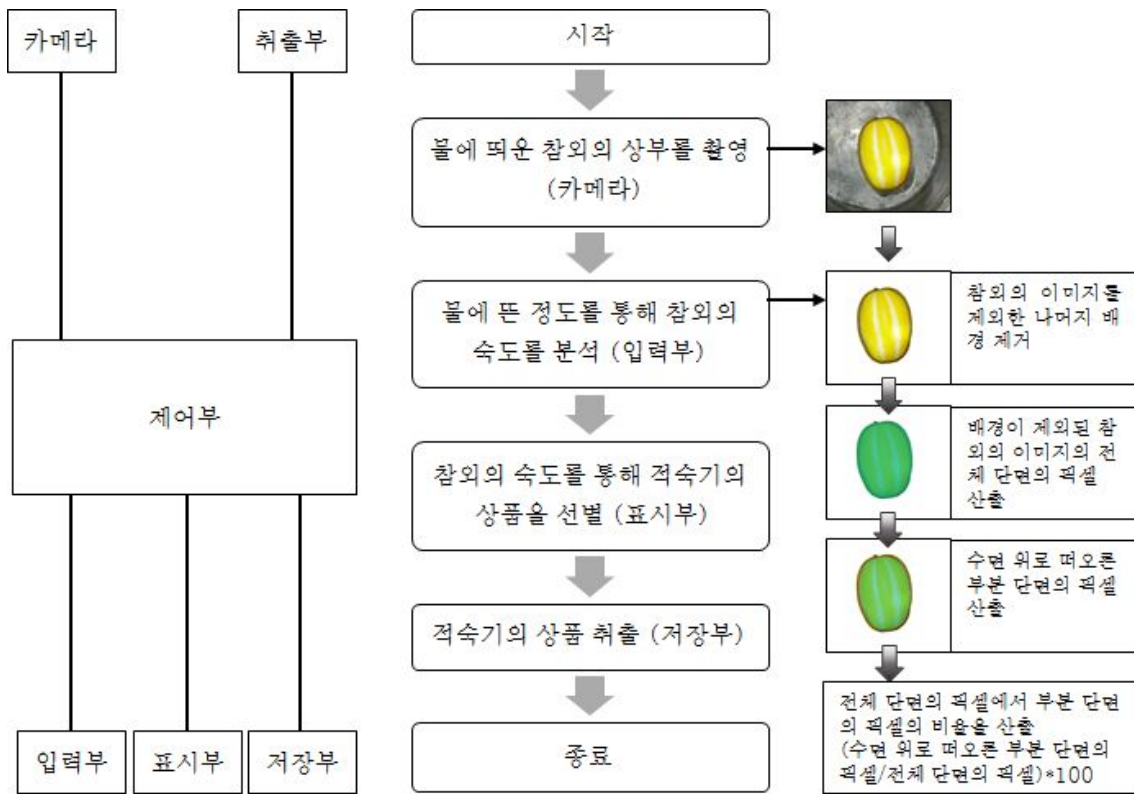 카메라
취출부
제어부
입력부
표시부
저장부
시작
물에 띄운 참외의 상부를 촬영
(카메라)
물에 뜬 정도를 통해 참외의
숙도를 분석 (입력부)
참외의 숙도를 통해 적숙기의
상품을 선별 (표시부)
적숙기의 상품 취출 (저장부)
종료
참외의 이미지를
제외한 나머지 배
경 제거
배경이 제외된 참
외의 이미지의 전
체 단면의 픽셀
산출
수면 위로 떠오른
부분 단면의 픽셀
산출
전체 단면의 픽셀에서 부분 단면
의 픽셀의 비율을 산출
(수면 위로 떠오른 부분 단면의
픽셀/전체 단면의 픽셀)*100